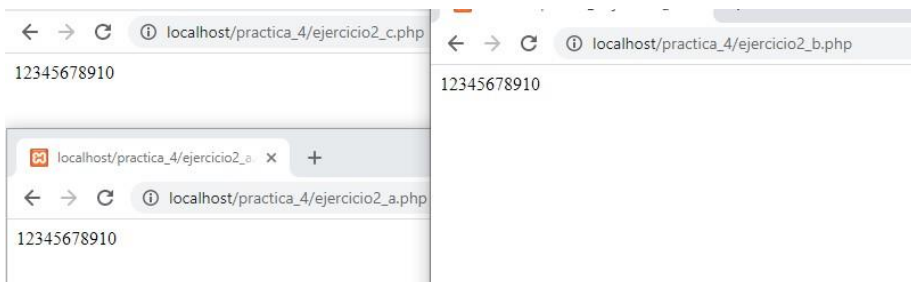 localhost/practica_4/ejercicio2_c.php
12345678910
localhost/practica_4/ejercicio2_b.php
12345678910
localhost/practica_4/ejercicio2_a
localhost/practica_4/ejercicio2_a.php
12345678910